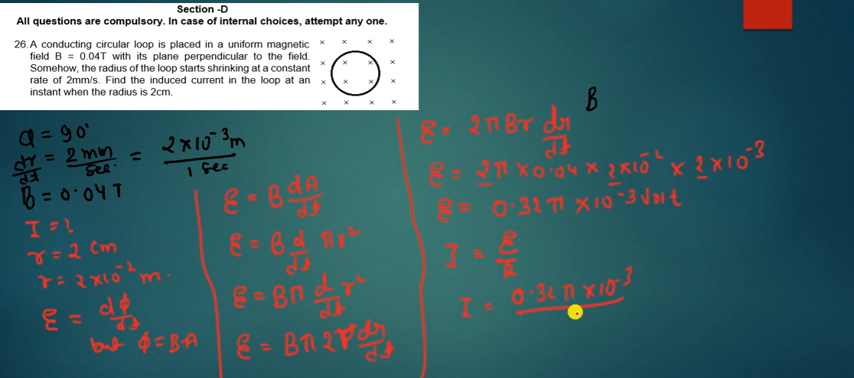 Section -D
All questions are compulsory. In case of internal choices, attempt any one.
26. A conducting circular loop is placed in a uniform magnetic
field B = 0.04T with its plane perpendicular to the field.
Somehow, the radius of the loop starts shrinking at a constant
rate of 2mm/s. Find the induced current in the loop at an
instant when the radius is 2cm.
θ = 90°
dr/dt = 2mm/sec. = 2×10⁻³m/1 sec
B = 0.04T
I = ?
r = 2 cm
r = 2×10⁻² m.
ε = dϕ/dt
but ϕ = BA
ε = B dA/dt
ε = B d/dt πr²
ε = Bπ d/dt r²
ε = Bπ 2r dr/dt
B
ε = 2πBr dr/dt
ε = 2π × 0.04 × 2×10⁻² × 2×10⁻³
ε = 0.32π ×10⁻³ Volt
I = ε/R
I = 0.32π×10⁻³